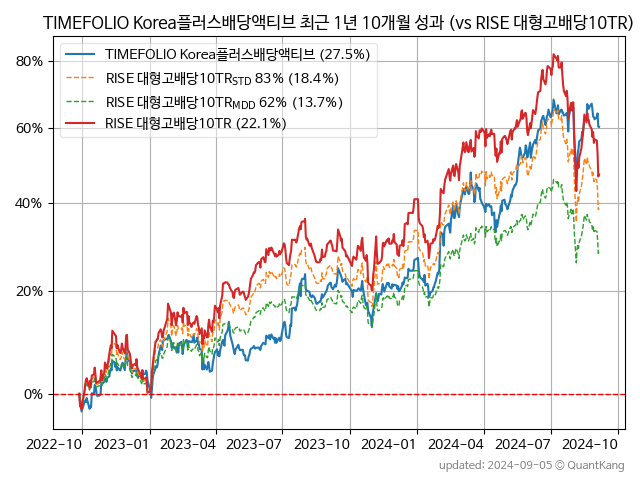 TIMEFOLIO Korea플러스배당액티브 최근 1년 10개월 성과 (vs RISE 대형고배당10TR)
TIMEFOLIO Korea플러스배당액티브 (27.5%)
RISE 대형고배당10TR_STD 83% (18.4%)
RISE 대형고배당10TR_MDD 62% (13.7%)
RISE 대형고배당10TR (22.1%)
80%
60%
40%
20%
0%
2022-10 2023-01 2023-04 2023-07 2023-10 2024-01 2024-04 2024-07 2024-10
updated: 2024-09-05 © QuantKang